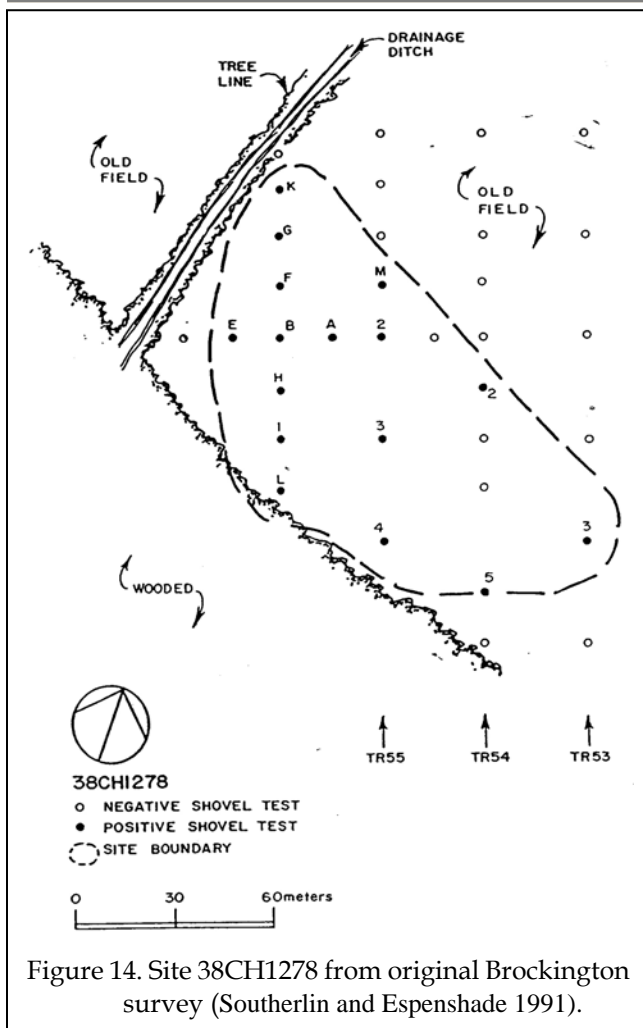 DRAINAGE
DITCH
TREE
LINE
OLD
FIELD
OLD
FIELD
K
G
F
M
E
B
A
2
H
2
I
3
L
4
3
5
WOODED
TR55
TR54
TR53
38CH1278
○ NEGATIVE SHOVEL TEST
● POSITIVE SHOVEL TEST
SITE BOUNDARY
0 30 60meters
Figure 14. Site 38CH1278 from original Brockington
survey (Southerlin and Espenshade 1991).